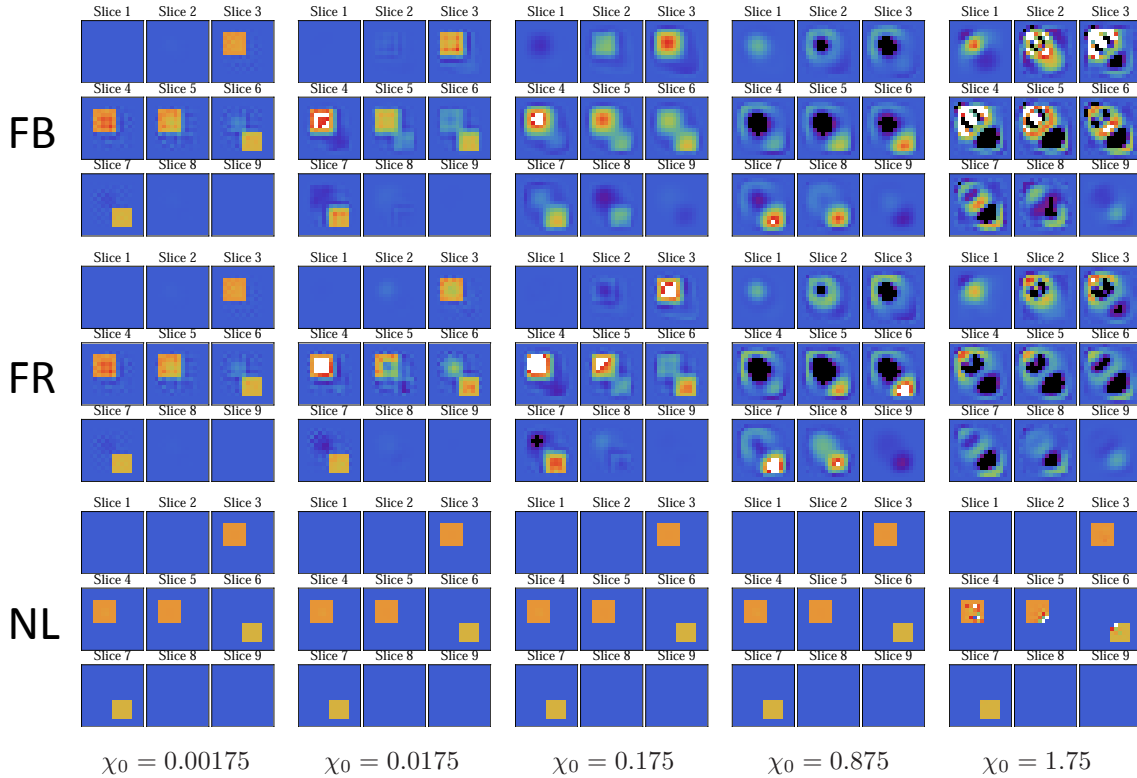 Slice 1 Slice 2 Slice 3 Slice 1 Slice 2 Slice 3 Slice 1 Slice 2 Slice 3 Slice 1 Slice 2 Slice 3 Slice 1 Slice 2 Slice 3
FB
Slice 4 Slice 5 Slice 6 Slice 4 Slice 5 Slice 6 Slice 4 Slice 5 Slice 6 Slice 4 Slice 5 Slice 6 Slice 4 Slice 5 Slice 6
Slice 7 Slice 8 Slice 9 Slice 7 Slice 8 Slice 9 Slice 7 Slice 8 Slice 9 Slice 7 Slice 8 Slice 9 Slice 7 Slice 8 Slice 9
Slice 1 Slice 2 Slice 3 Slice 1 Slice 2 Slice 3 Slice 1 Slice 2 Slice 3 Slice 1 Slice 2 Slice 3 Slice 1 Slice 2 Slice 3
FR
Slice 4 Slice 5 Slice 6 Slice 4 Slice 5 Slice 6 Slice 4 Slice 5 Slice 6 Slice 4 Slice 5 Slice 6 Slice 4 Slice 5 Slice 6
Slice 7 Slice 8 Slice 9 Slice 7 Slice 8 Slice 9 Slice 7 Slice 8 Slice 9 Slice 7 Slice 8 Slice 9 Slice 7 Slice 8 Slice 9
Slice 1 Slice 2 Slice 3 Slice 1 Slice 2 Slice 3 Slice 1 Slice 2 Slice 3 Slice 1 Slice 2 Slice 3 Slice 1 Slice 2 Slice 3
NL
Slice 4 Slice 5 Slice 6 Slice 4 Slice 5 Slice 6 Slice 4 Slice 5 Slice 6 Slice 4 Slice 5 Slice 6 Slice 4 Slice 5 Slice 6
Slice 7 Slice 8 Slice 9 Slice 7 Slice 8 Slice 9 Slice 7 Slice 8 Slice 9 Slice 7 Slice 8 Slice 9 Slice 7 Slice 8 Slice 9
χ₀ = 0.00175 χ₀ = 0.0175 χ₀ = 0.175 χ₀ = 0.875 χ₀ = 1.75